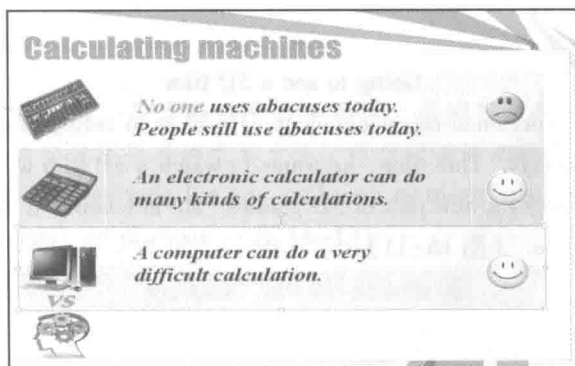 Calculating machines
No one uses abacuses today.
People still use abacuses today.
An electronic calculator can do
many kinds of calculations.
A computer can do a very
difficult calculation.
VS